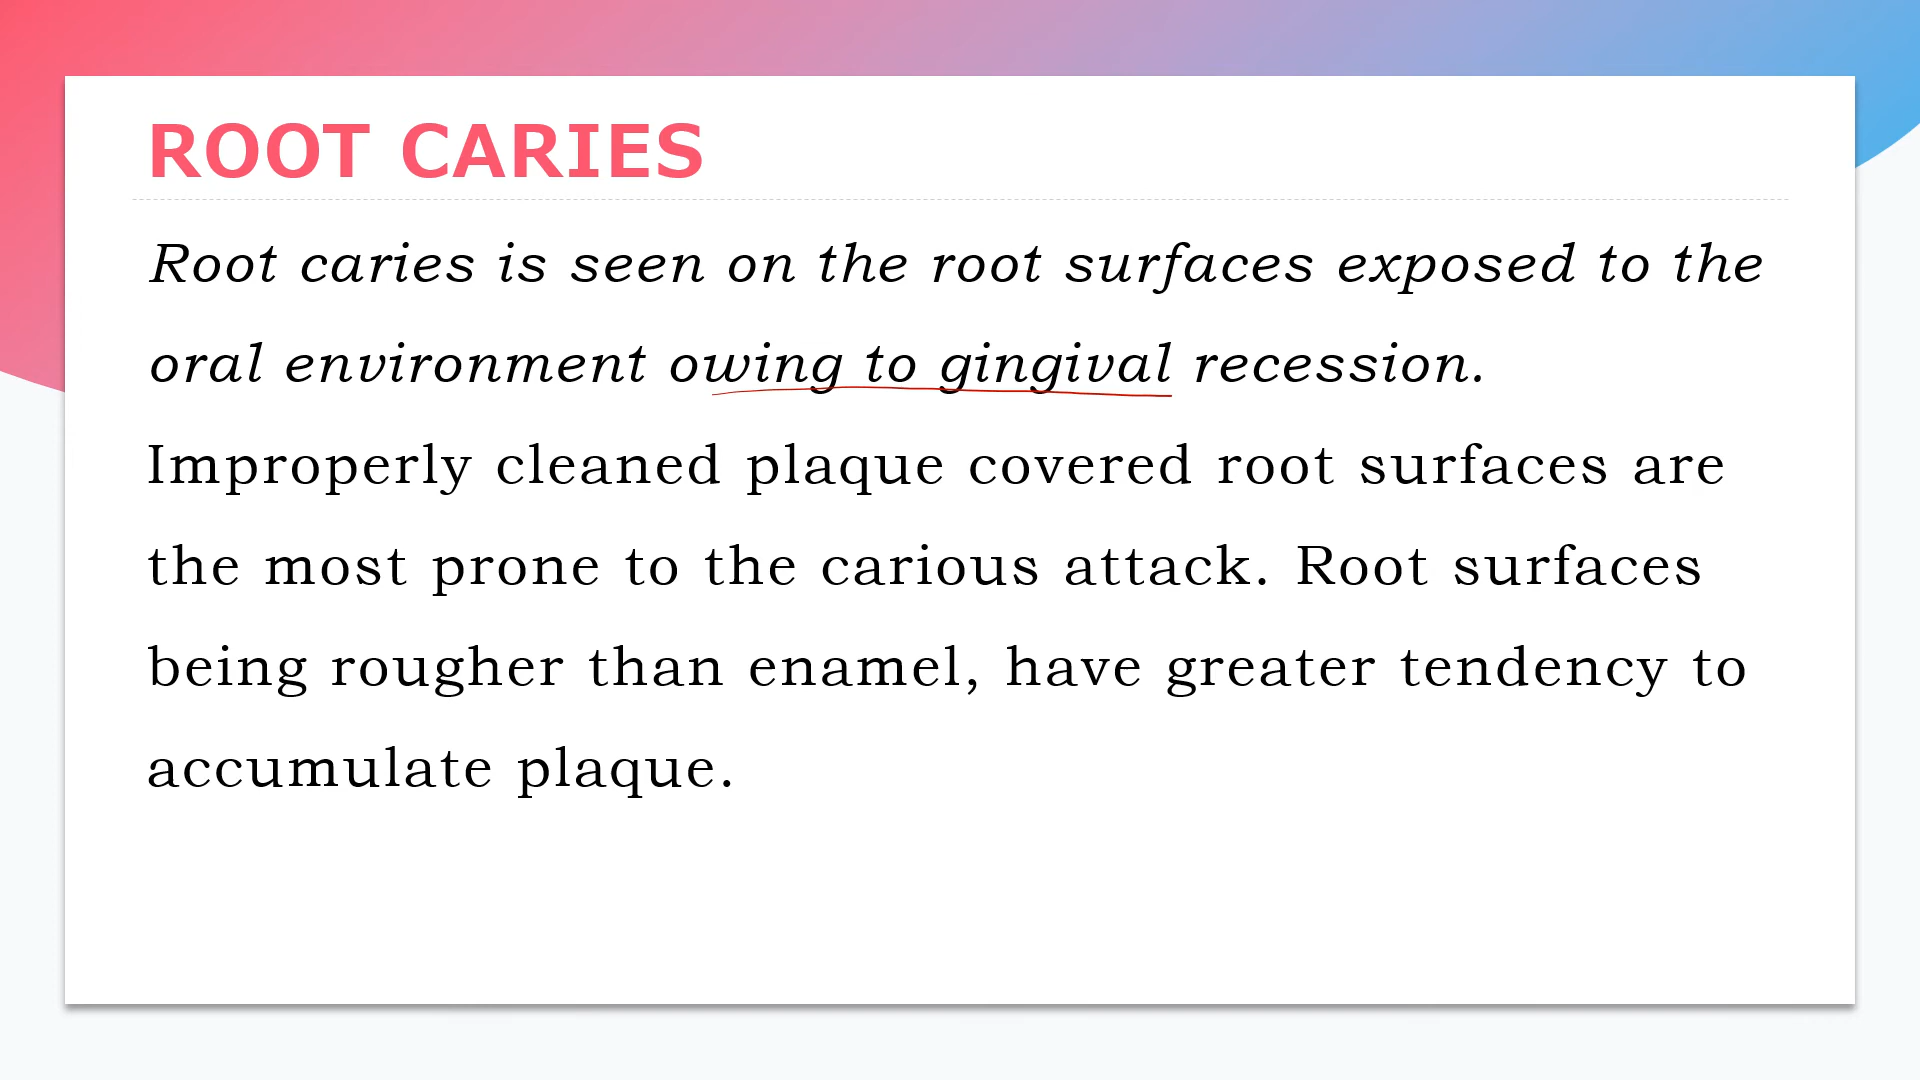 ROOT CARIES
Root caries is seen on the root surfaces exposed to the
oral environment owing to gingival recession.
Improperly cleaned plaque covered root surfaces are
the most prone to the carious attack. Root surfaces
being rougher than enamel, have greater tendency to
accumulate plaque.